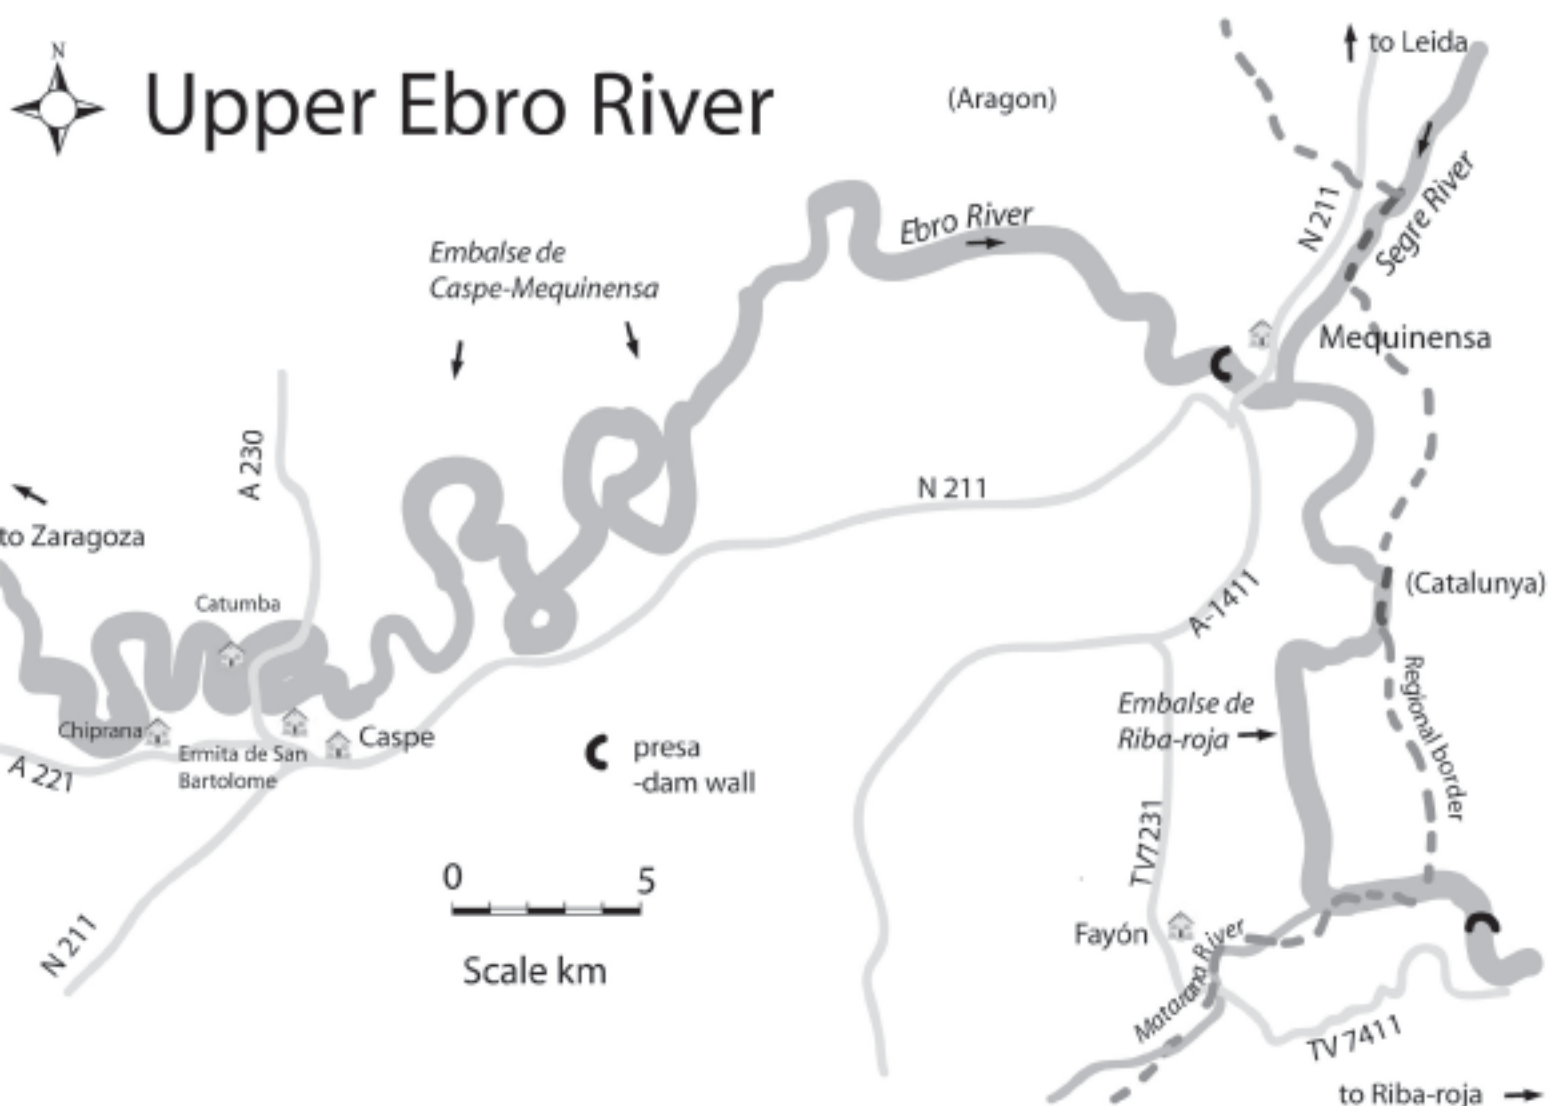 N
Upper Ebro River
(Aragon)
to Leida
N 211
Segre River
Ebro River
Embalse de
Caspe-Mequinensa
Mequinensa
A 230
N 211
to Zaragoza
(Catalunya)
A-1411
Catumba
Regional border
Embalse de
Riba-roja
Chiprana
Ermita de San
Bartolome
Caspe
A 221
presa
-dam wall
TV7231
0
5
Scale km
N 211
Fayón
Matarana River
TV 7411
to Riba-roja